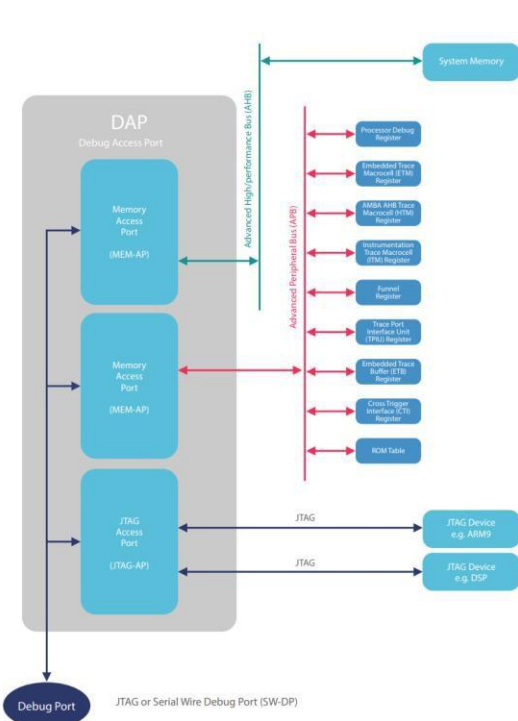 System Memory
Advanced High/performance Bus (AHB)
DAP
Debug Access Port
Memory
Access
Port
(MEM-AP)
Advanced Peripheral Bus (APB)
Processor Debug
Register
Embedded Trace
Macrocell (ETM)
Register
AMBA AHB Trace
Macrocell (HTM)
Register
Instrumentation
Trace Macrocell
(ITM) Register
Funnel
Register
Trace Port
Interface Unit
(TPIU) Register
Embedded Trace
Buffer (ETB)
Register
Cross Trigger
Interface (CTI)
Register
ROM Table
Memory
Access
Port
(MEM-AP)
JTAG
Access
Port
(JTAG-AP)
JTAG
JTAG Device
e.g. ARM9
JTAG
JTAG Device
e.g. DSP
Debug Port
JTAG or Serial Wire Debug Port (SW-DP)